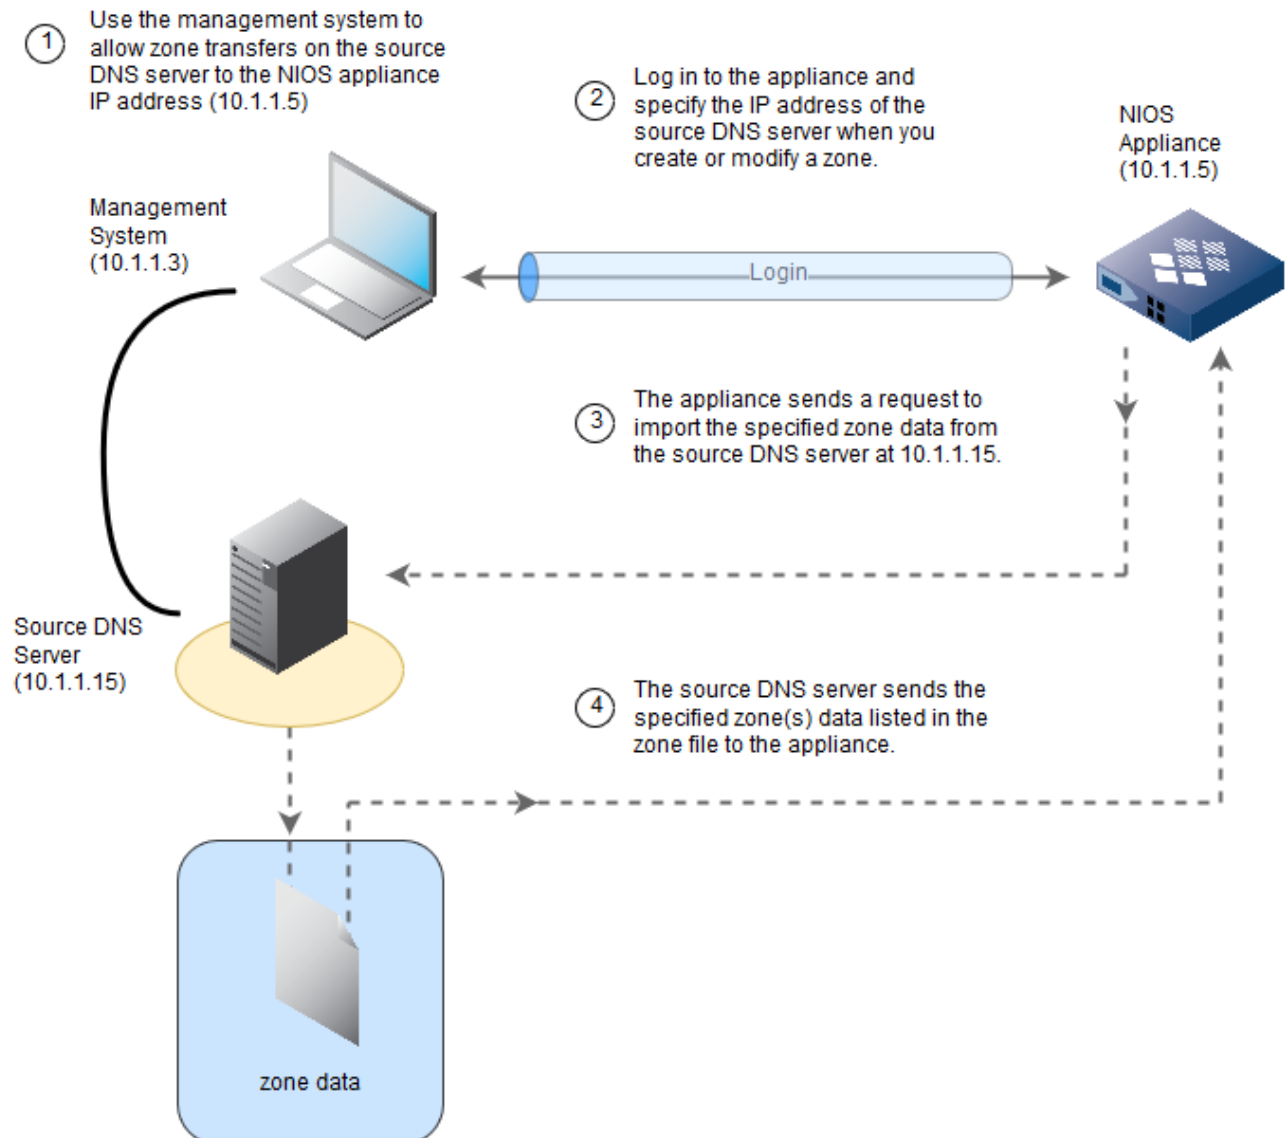 1
Use the management system to
allow zone transfers on the source
DNS server to the NIOS appliance
IP address (10.1.1.5)
2
Log in to the appliance and
specify the IP address of the
source DNS server when you
create or modify a zone.
NIOS
Appliance
(10.1.1.5)
Management
System
(10.1.1.3)
Login
3
The appliance sends a request to
import the specified zone data from
the source DNS server at 10.1.1.15.
Source DNS
Server
(10.1.1.15)
4
The source DNS server sends the
specified zone(s) data listed in the
zone file to the appliance.
zone data